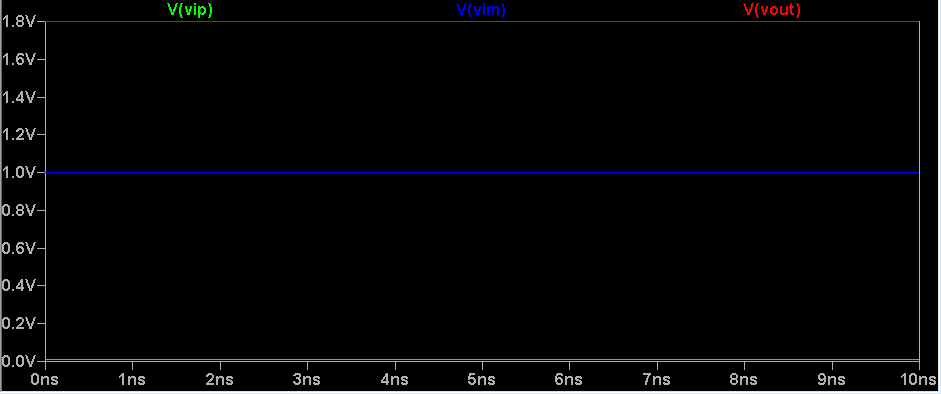 V(vip) V(vim) V(vout)
1.8V
1.6V
1.4V
1.2V
1.0V
0.8V
0.6V
0.4V
0.2V
0.0V
0ns 1ns 2ns 3ns 4ns 5ns 6ns 7ns 8ns 9ns 10ns